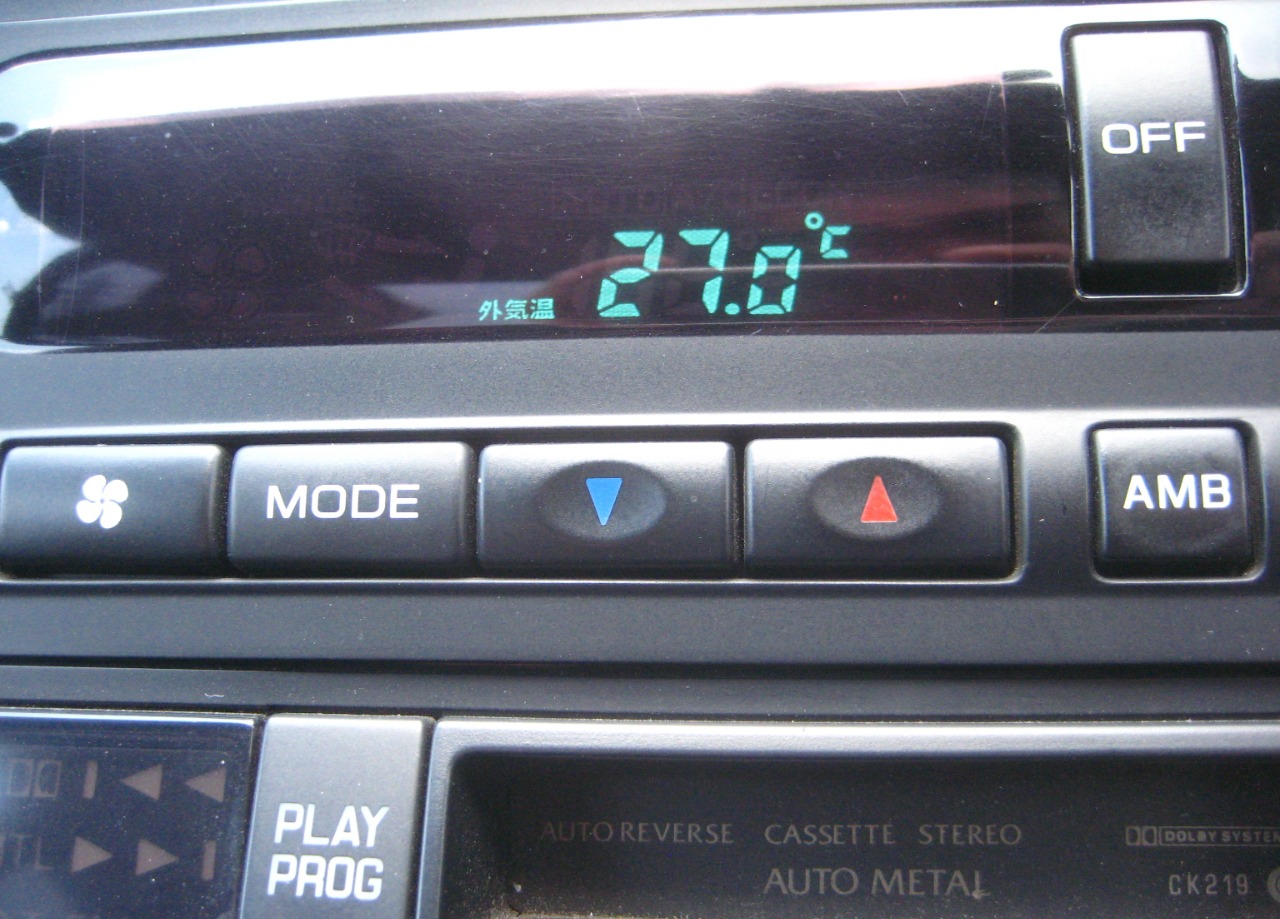 OFF
外気温 27.0°C
MODE
AMB
PLAY
PROG
AUTO REVERSE CASSETTE STEREO
DOLBY SYSTEM
AUTO METAL
CK219